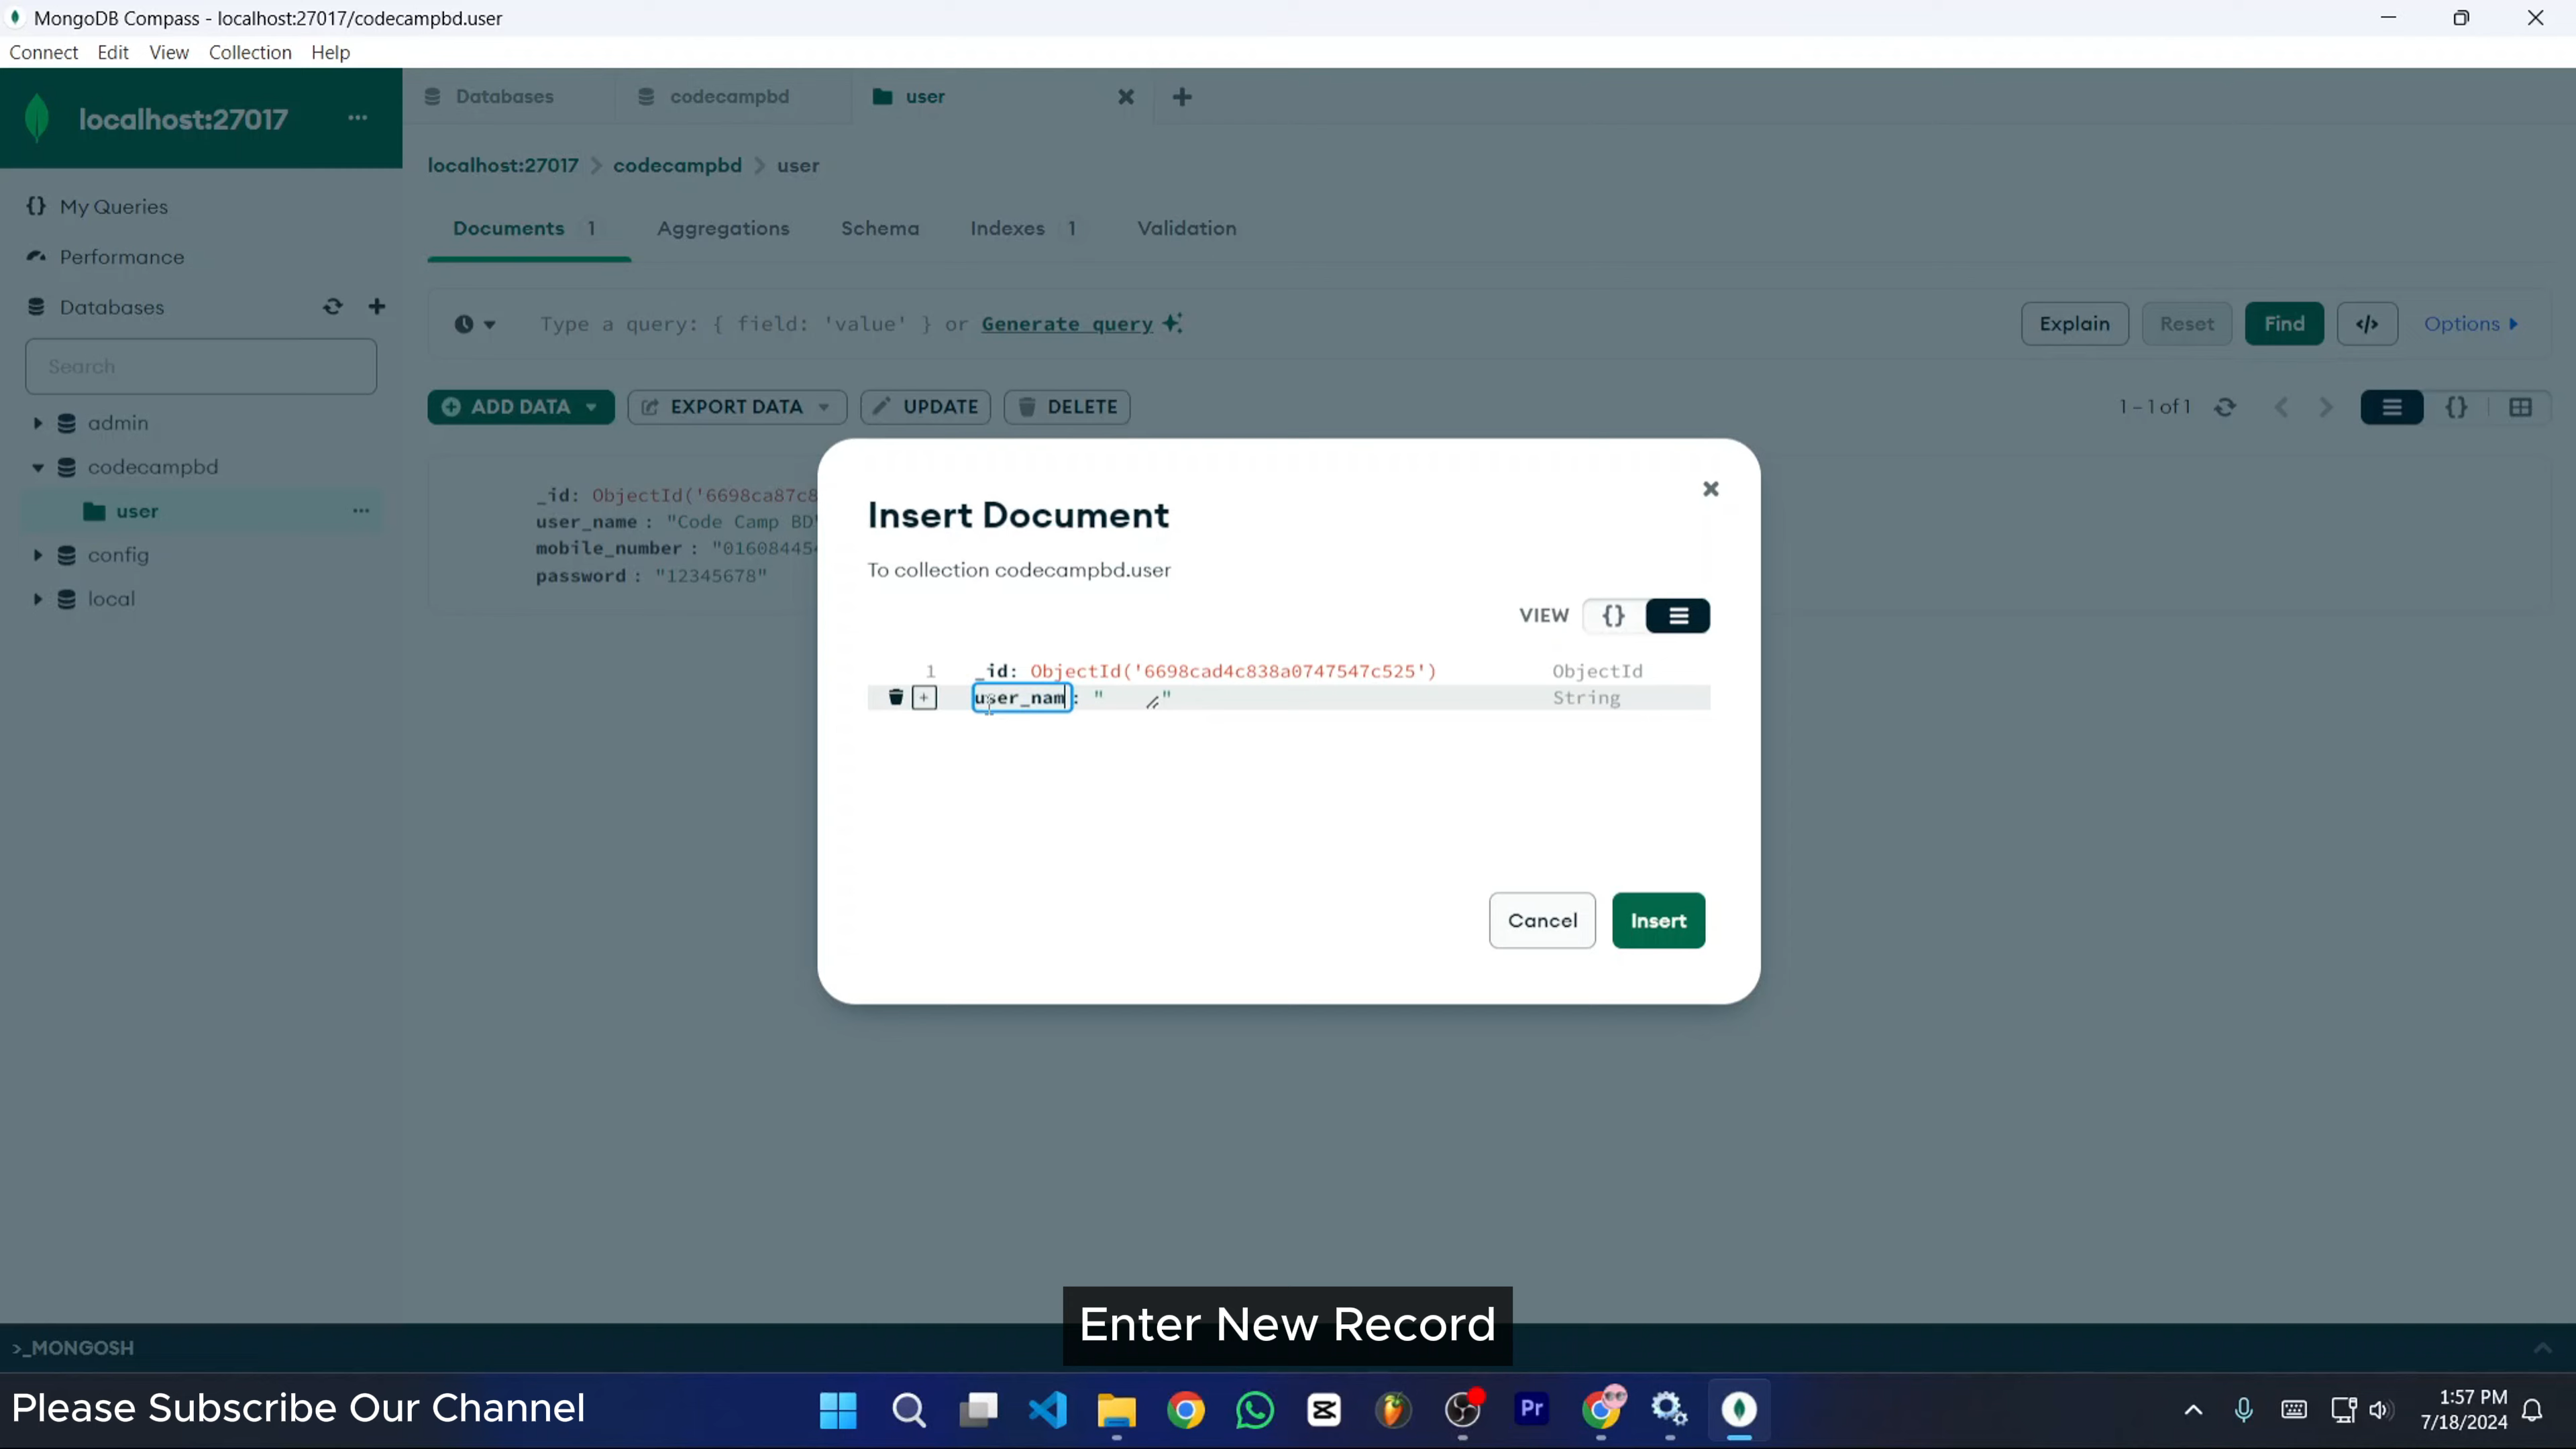 MongoDB Compass - localhost:27017/codecampbd.user
Connect Edit View Collection Help
localhost:27017 ...
Databases codecampbd user
localhost:27017 > codecampbd > user
{} My Queries
Performance
Databases
Search
admin
codecampbd
user ...
config
local
Documents 1 Aggregations Schema Indexes 1 Validation
Type a query: { field: 'value' } or Generate query
Explain Reset Find </> Options
ADD DATA EXPORT DATA UPDATE DELETE
1 – 1 of 1 {}
_id: ObjectId('6698ca87c8
user_name : "Code Camp BD"
mobile_number : "01608445
password : "12345678"
Insert Document
To collection codecampbd.user
VIEW {}
1 _id: ObjectId('6698cad4c838a0747547c525') ObjectId
user_nam: " " String
Cancel Insert
Enter New Record
>_MONGOSH
Please Subscribe Our Channel
Pr
1:57 PM
7/18/2024